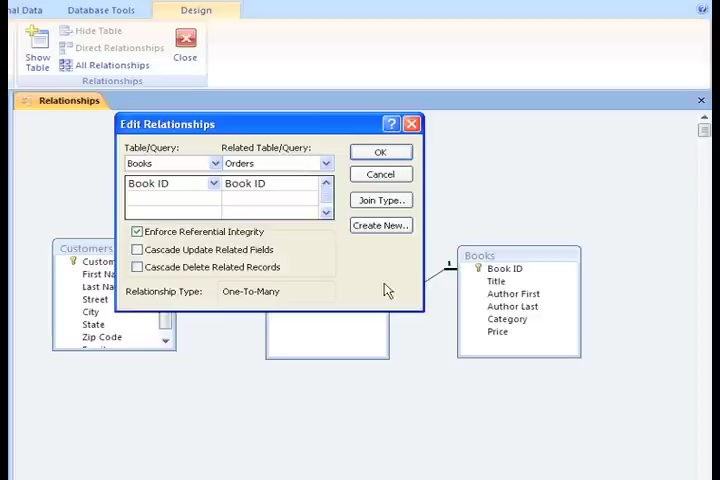 nal Data Database Tools Design
Show Table
Hide Table
Direct Relationships
All Relationships
Close
Relationships
Relationships
Edit Relationships
Table/Query: Related Table/Query:
Books Orders
Book ID Book ID
OK
Cancel
Join Type..
Create New..
Enforce Referential Integrity
Cascade Update Related Fields
Cascade Delete Related Records
Relationship Type: One-To-Many
Customers
Custom
First Na
Last Na
Street
City
State
Zip Code
1
Books
Book ID
Title
Author First
Author Last
Category
Price